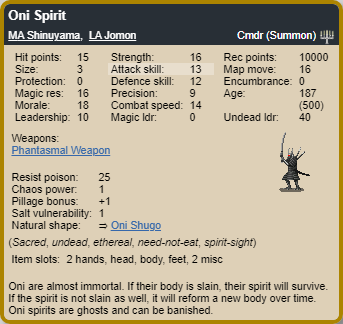 Oni Spirit
MA Shinuyama, LA Jomon Cmdr (Summon)
Hit points: 15 Strength: 16 Rec points: 10000
Size: 3 Attack skill: 13 Map move: 16
Protection: 0 Defence skill: 12 Encumbrance: 0
Magic res: 16 Precision: 9 Age: 187
Morale: 18 Combat speed: 14 (500)
Leadership: 10 Magic ldr: 0 Undead ldr: 40
Weapons:
Phantasmal Weapon
Resist poison: 25
Chaos power: 1
Pillage bonus: +1
Salt vulnerability: 1
Natural shape: ⇒ Oni Shugo
(Sacred, undead, ethereal, need-not-eat, spirit-sight)
Item slots: 2 hands, head, body, feet, 2 misc
Oni are almost immortal. If their body is slain, their spirit will survive.
If the spirit is not slain as well, it will reform a new body over time.
Oni spirits are ghosts and can be banished.